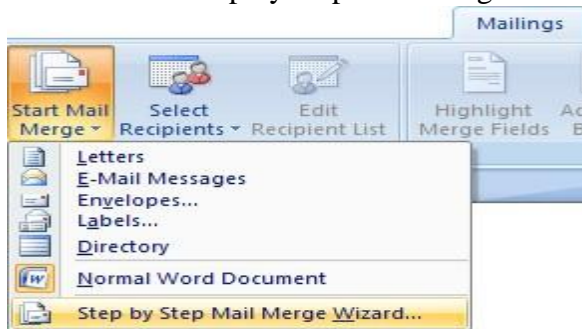 Mailings
Start Mail Merge
Select Recipients
Edit Recipient List
Highlight Merge Fields
Letters
E-Mail Messages
Envelopes...
Labels...
Directory
Normal Word Document
Step by Step Mail Merge Wizard...